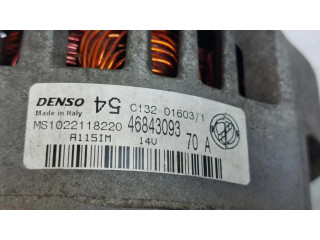 DENSO 54 C132 01603/1
Made in Italy
MS1022118220 46843093
A115IM 14V 70 A